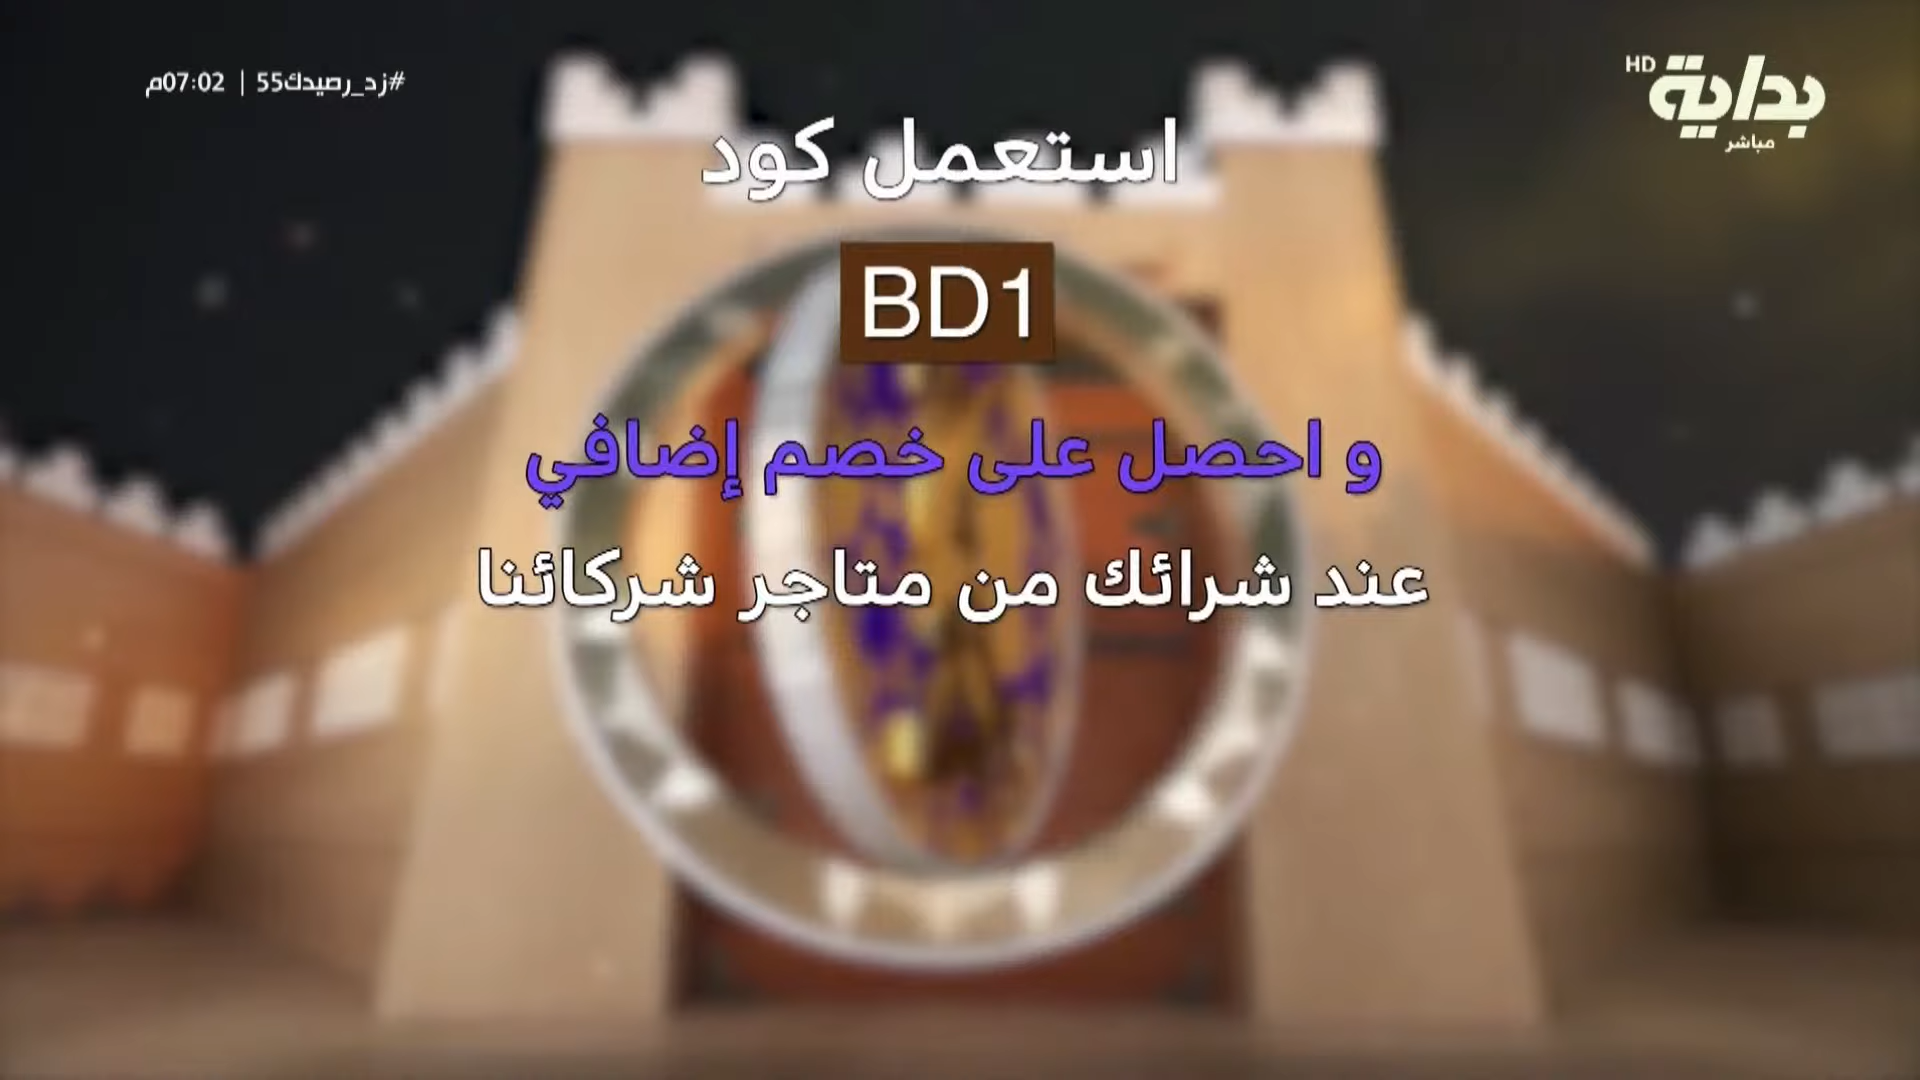 #زد_رصيدك55 | 07:02م
بداية HD
مباشر
استعمل كود
BD1
و احصل على خصم إضافي
عند شرائك من متاجر شركائنا